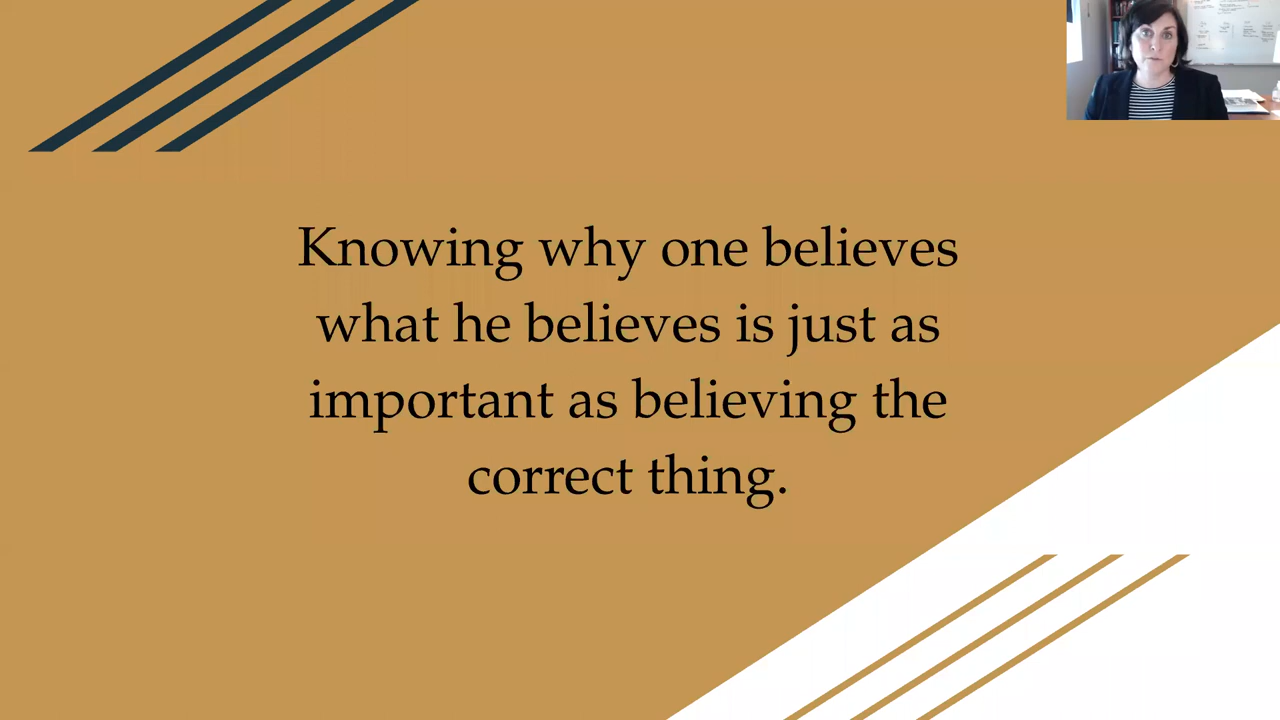 Knowing why one believes
what he believes is just as
important as believing the
correct thing.